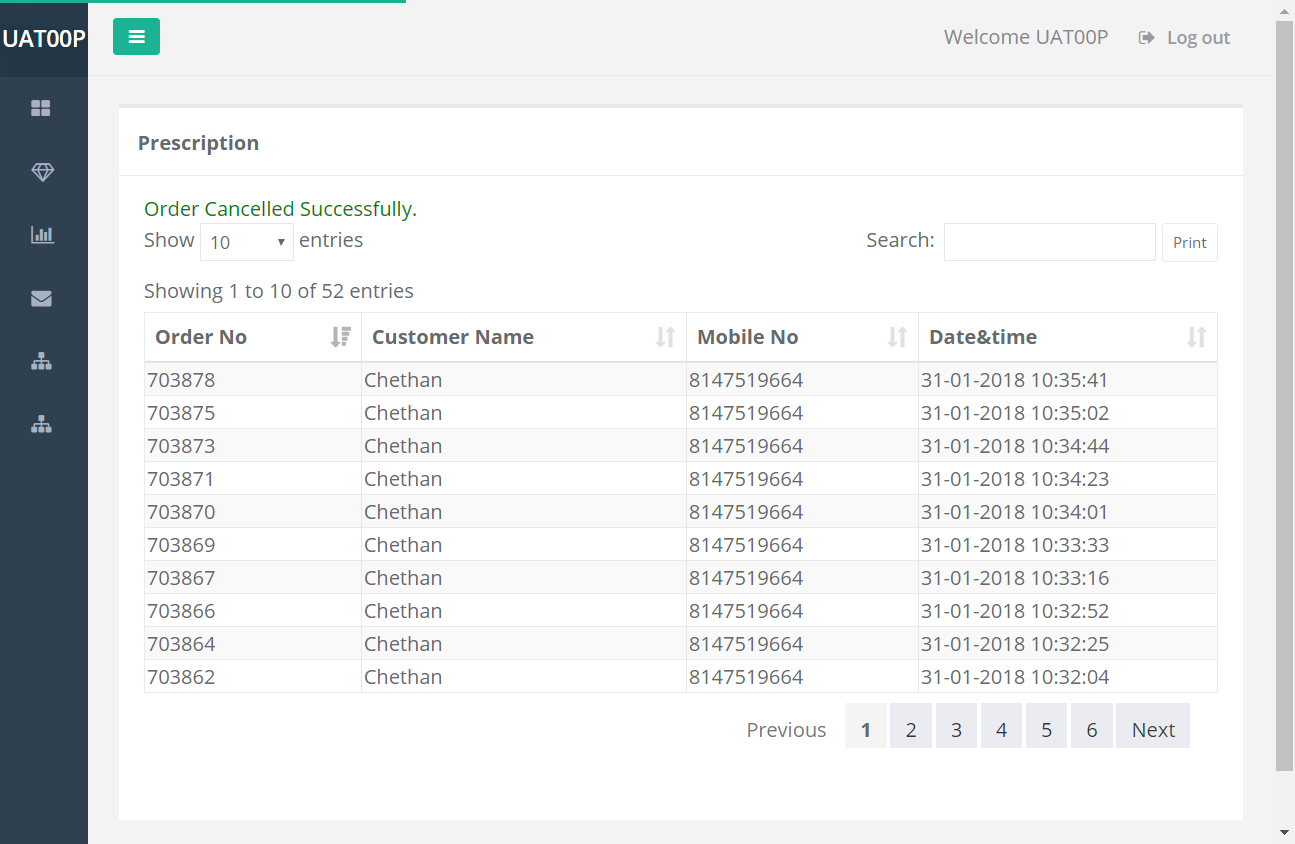 UAT00P
Welcome UAT00P Log out
Prescription
Order Cancelled Successfully.
Show 10 entries Search: Print
Showing 1 to 10 of 52 entries
Order No Customer Name Mobile No Date&time
703878 Chethan 8147519664 31-01-2018 10:35:41
703875 Chethan 8147519664 31-01-2018 10:35:02
703873 Chethan 8147519664 31-01-2018 10:34:44
703871 Chethan 8147519664 31-01-2018 10:34:23
703870 Chethan 8147519664 31-01-2018 10:34:01
703869 Chethan 8147519664 31-01-2018 10:33:33
703867 Chethan 8147519664 31-01-2018 10:33:16
703866 Chethan 8147519664 31-01-2018 10:32:52
703864 Chethan 8147519664 31-01-2018 10:32:25
703862 Chethan 8147519664 31-01-2018 10:32:04
Previous 1 2 3 4 5 6 Next